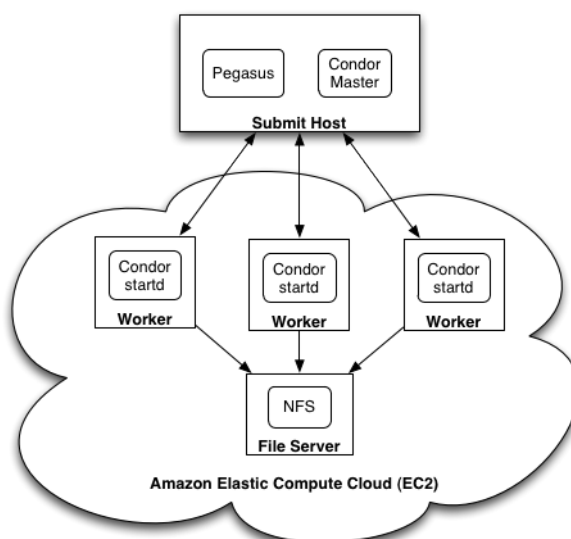 Pegasus
Condor
Master
Submit Host
Condor
startd
Worker
Condor
startd
Worker
Condor
startd
Worker
NFS
File Server
Amazon Elastic Compute Cloud (EC2)